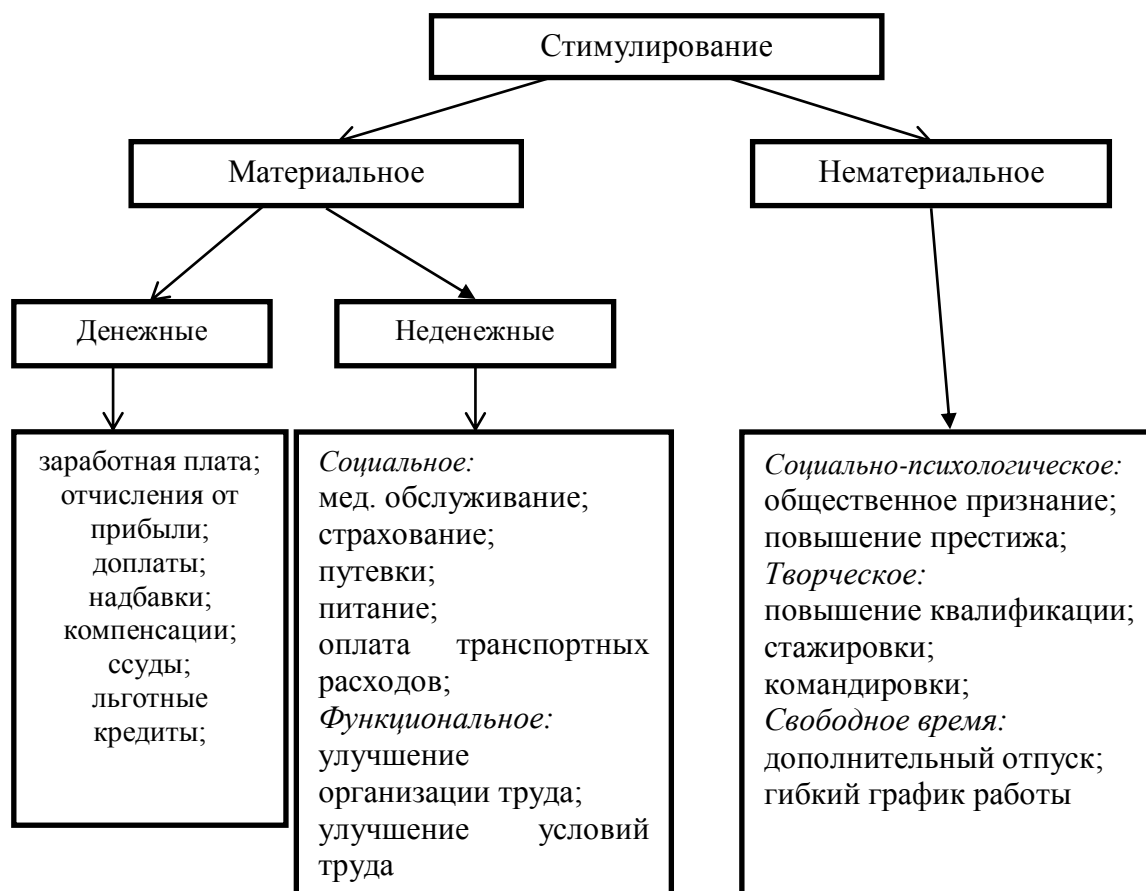 Стимулирование
Материальное
Нематериальное
Денежные
Неденежные
заработная плата;
отчисления от
прибыли;
доплаты;
надбавки;
компенсации;
ссуды;
льготные
кредиты;
Социальное:
мед. обслуживание;
страхование;
путевки;
питание;
оплата транспортных
расходов;
Функциональное:
улучшение
организации труда;
улучшение условий
труда
Социально-психологическое:
общественное признание;
повышение престижа;
Творческое:
повышение квалификации;
стажировки;
командировки;
Свободное время:
дополнительный отпуск;
гибкий график работы